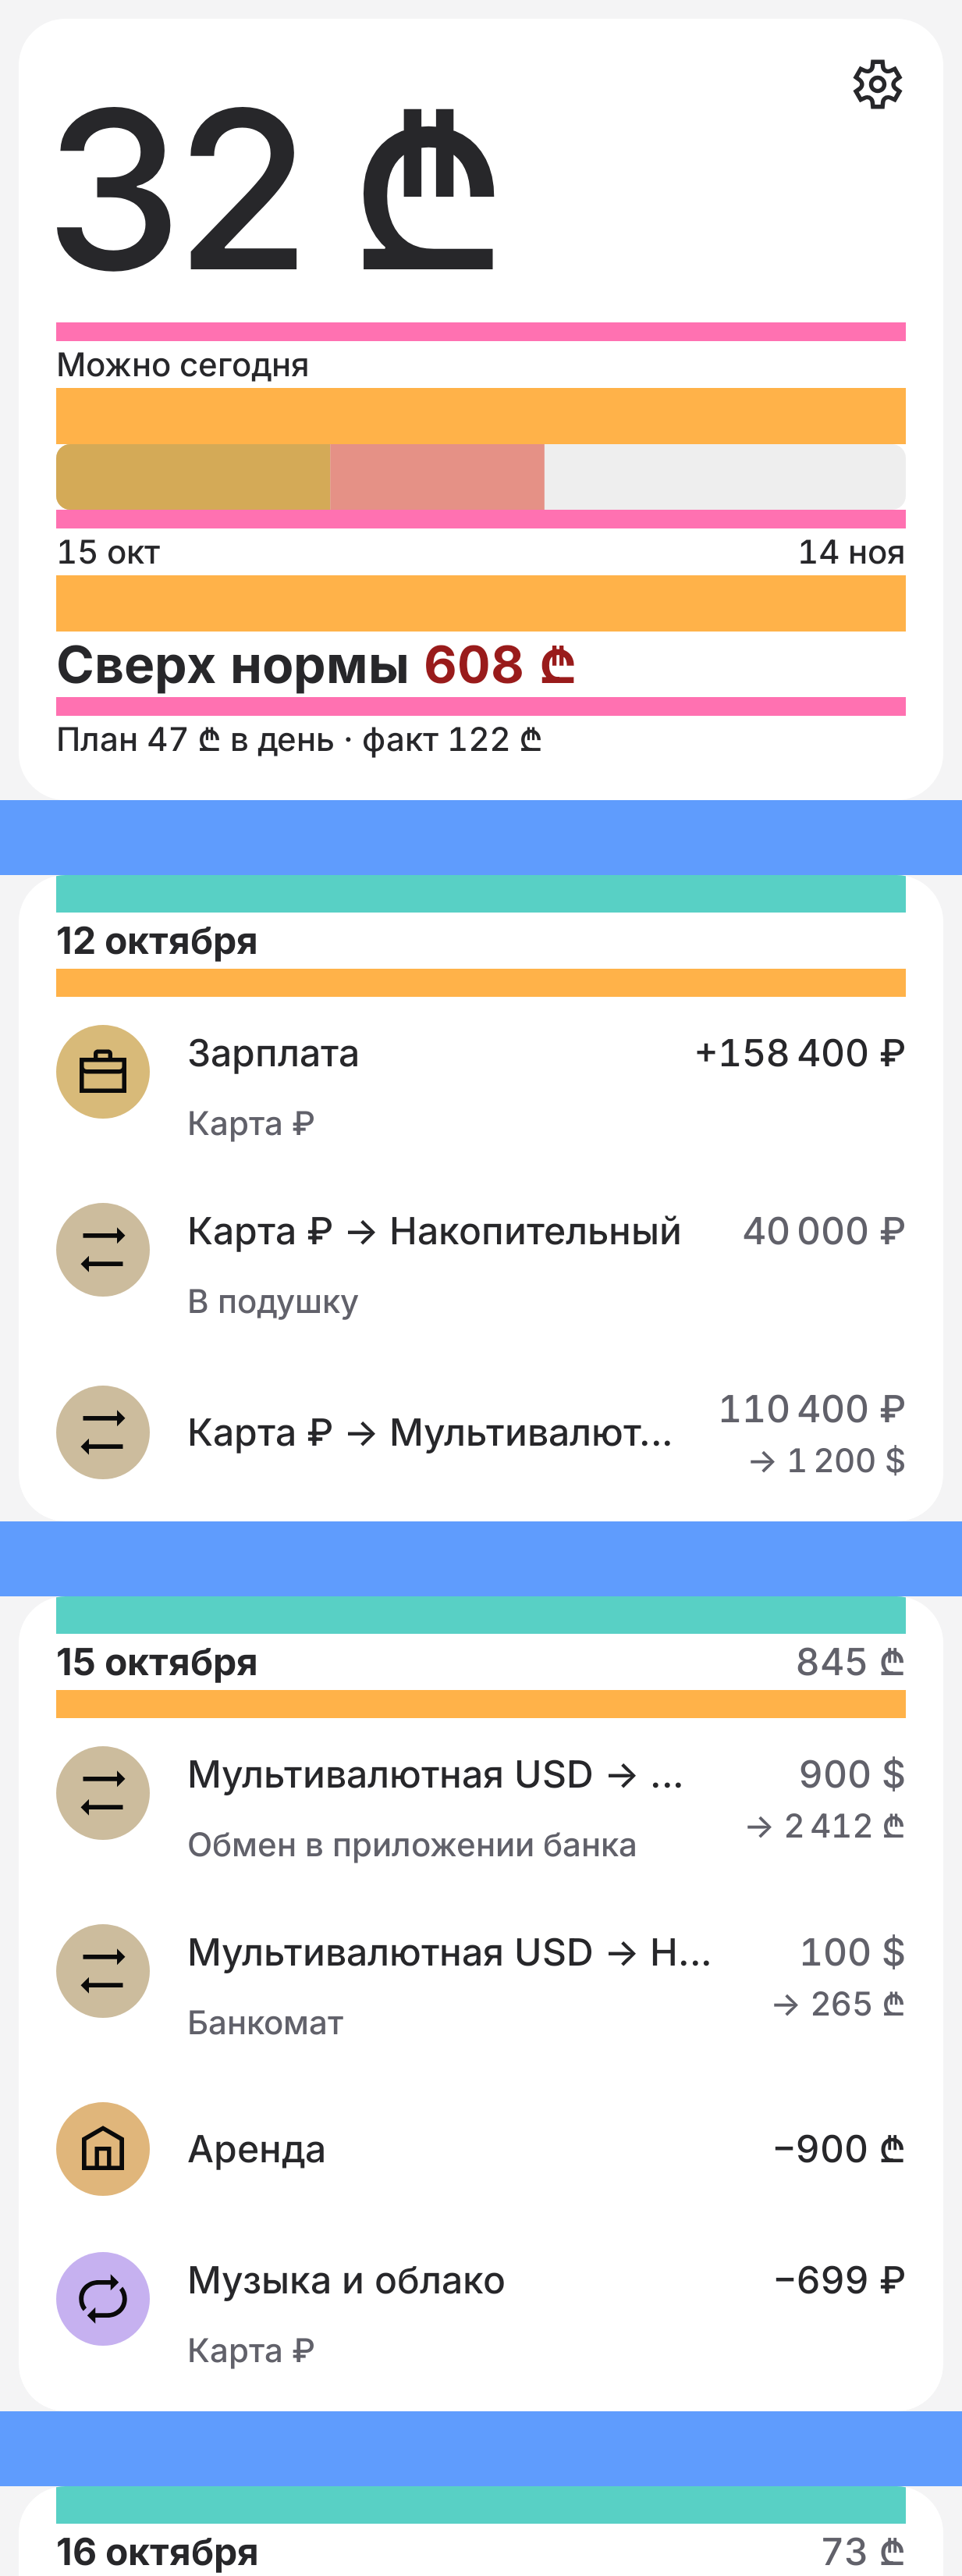 32 ₾
Можно сегодня
15 окт 14 ноя
Сверх нормы 608 ₾
План 47 ₾ в день · факт 122 ₾
12 октября
Зарплата +158 400 ₽
Карта ₽
Карта ₽ → Накопительный 40 000 ₽
В подушку
Карта ₽ → Мультивалют... 110 400 ₽
→ 1 200 $
15 октября 845 ₾
Мультивалютная USD → ... 900 $
→ 2 412 ₾
Обмен в приложении банка
Мультивалютная USD → Н... 100 $
→ 265 ₾
Банкомат
Аренда −900 ₾
Музыка и облако −699 ₽
Карта ₽
16 октября 73 ₾